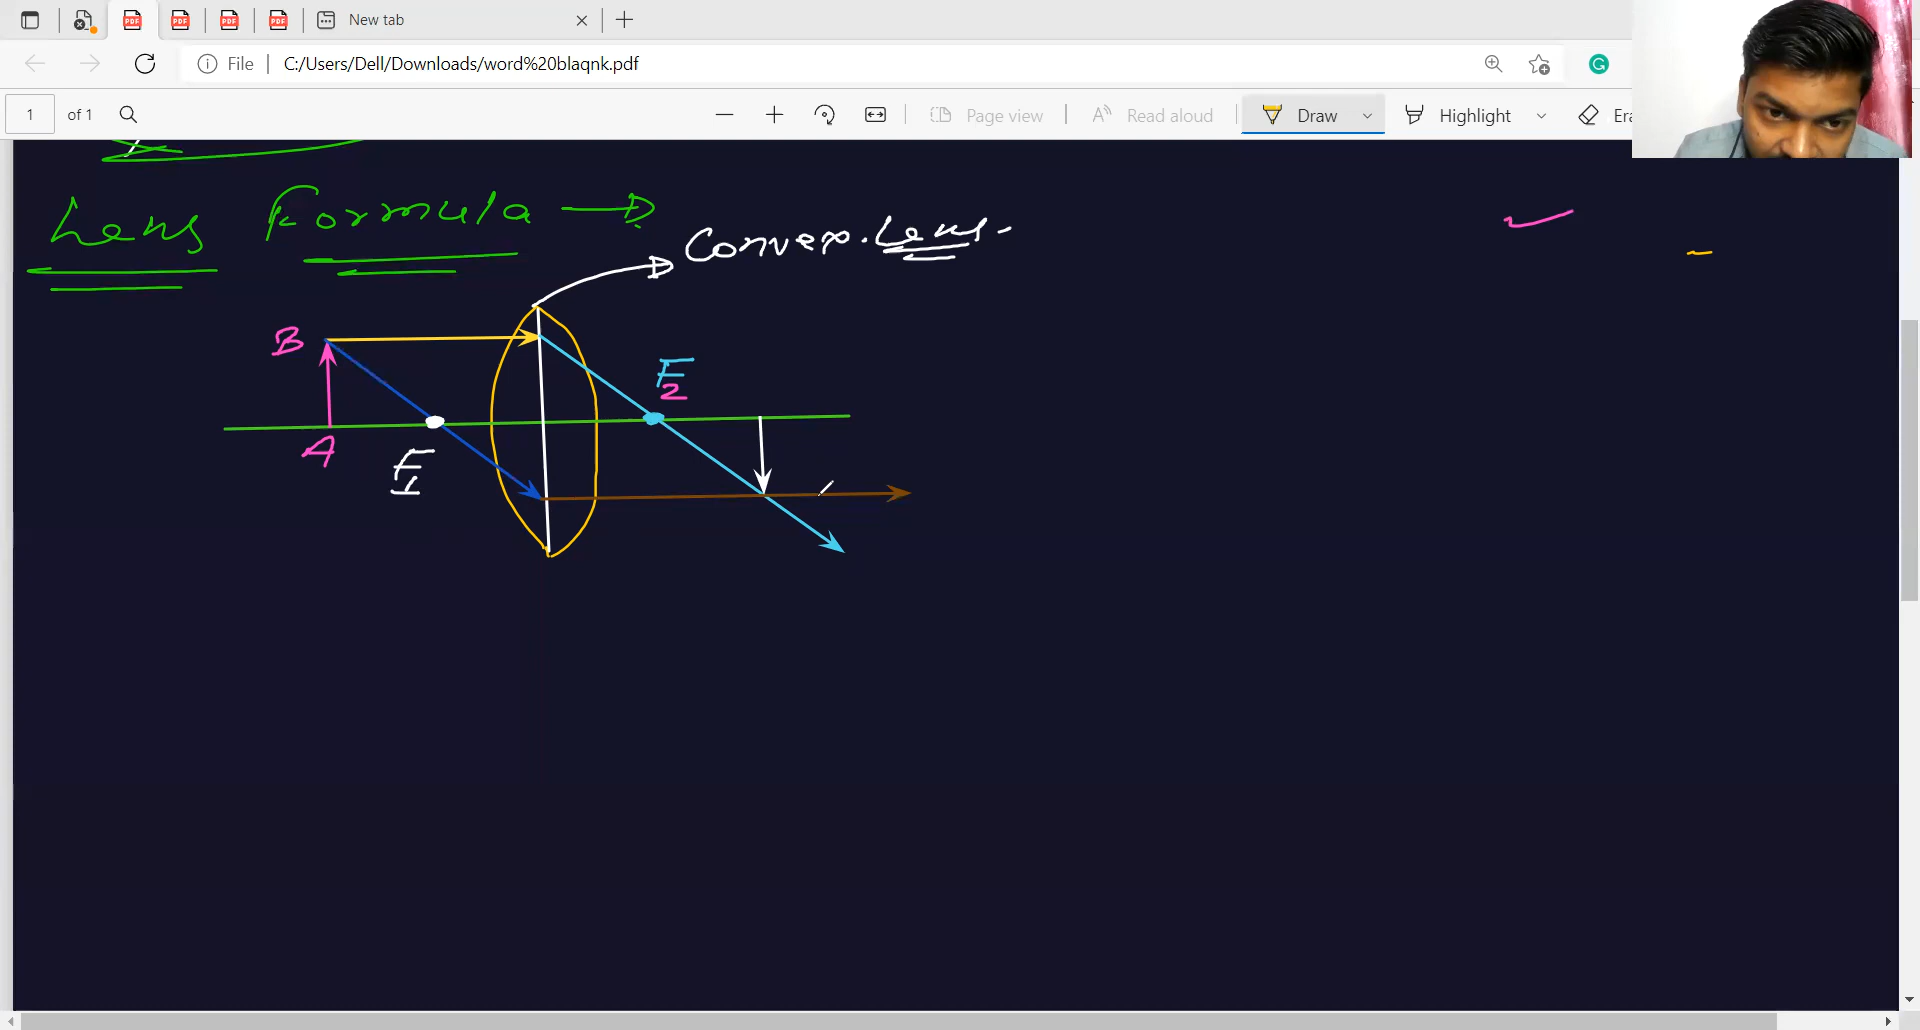 New tab
File
C:/Users/Dell/Downloads/word%20blaqnk.pdf
1 of 1
Page view
Read aloud
Draw
Highlight
Era
Lens Formula
Convex Lens
B
F2
A
F1